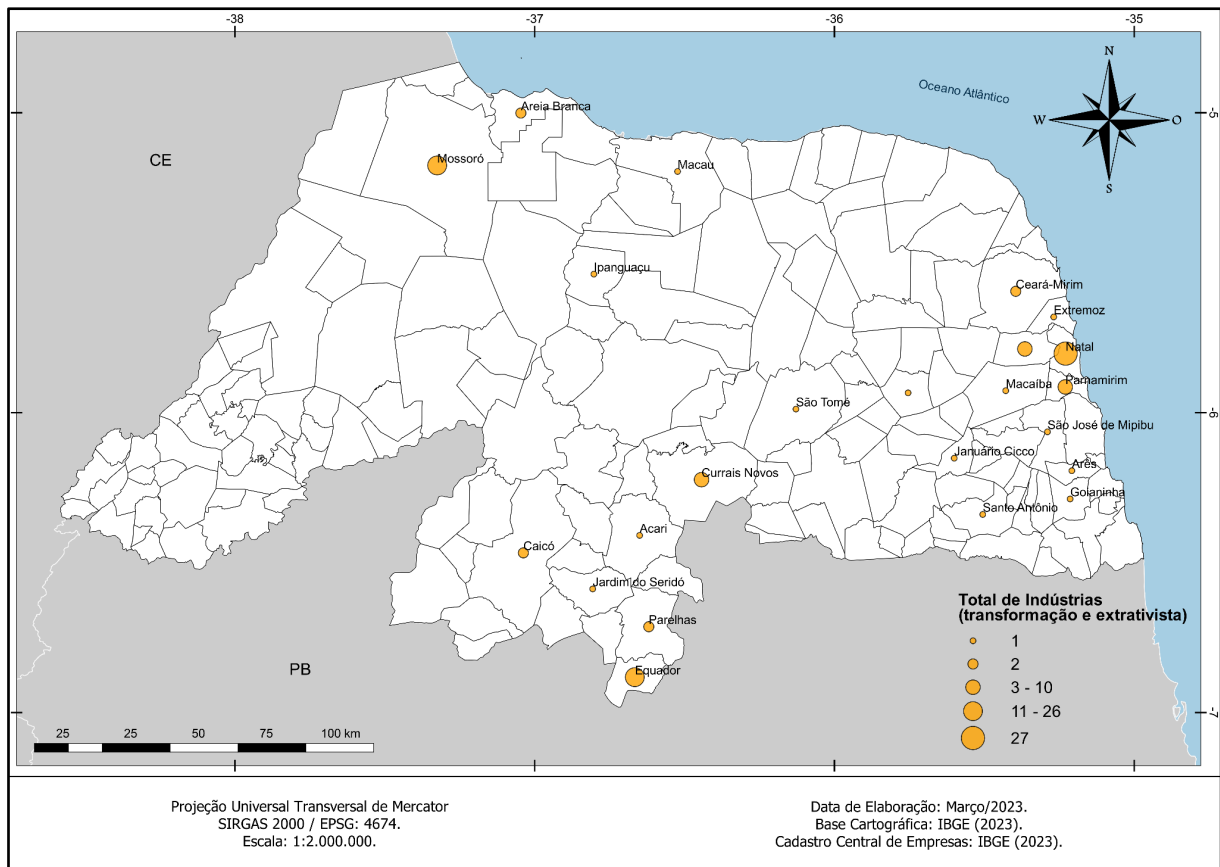 -38
-37
-36
-35
Oceano Atlântico
N
W
O
S
-5
-5
Areia Branca
CE
Mossoró
Macau
Ipanguaçu
Ceará-Mirim
Extremoz
Natal
Parnamirim
Macaíba
São Tomé
-6
-6
São José de Mipibu
Januário Cicco
Arês
Currais Novos
Goianinha
Santo Antônio
Acari
Caicó
Jardim do Seridó
Parelhas
PB
Equador
Total de Indústrias
(transformação e extrativista)
1
2
3 - 10
11 - 26
27
-7
-7
25 25 50 75 100 km
-38
-37
-36
-35
Projeção Universal Transversal de Mercator
SIRGAS 2000 / EPSG: 4674.
Escala: 1:2.000.000.
Data de Elaboração: Março/2023.
Base Cartográfica: IBGE (2023).
Cadastro Central de Empresas: IBGE (2023).